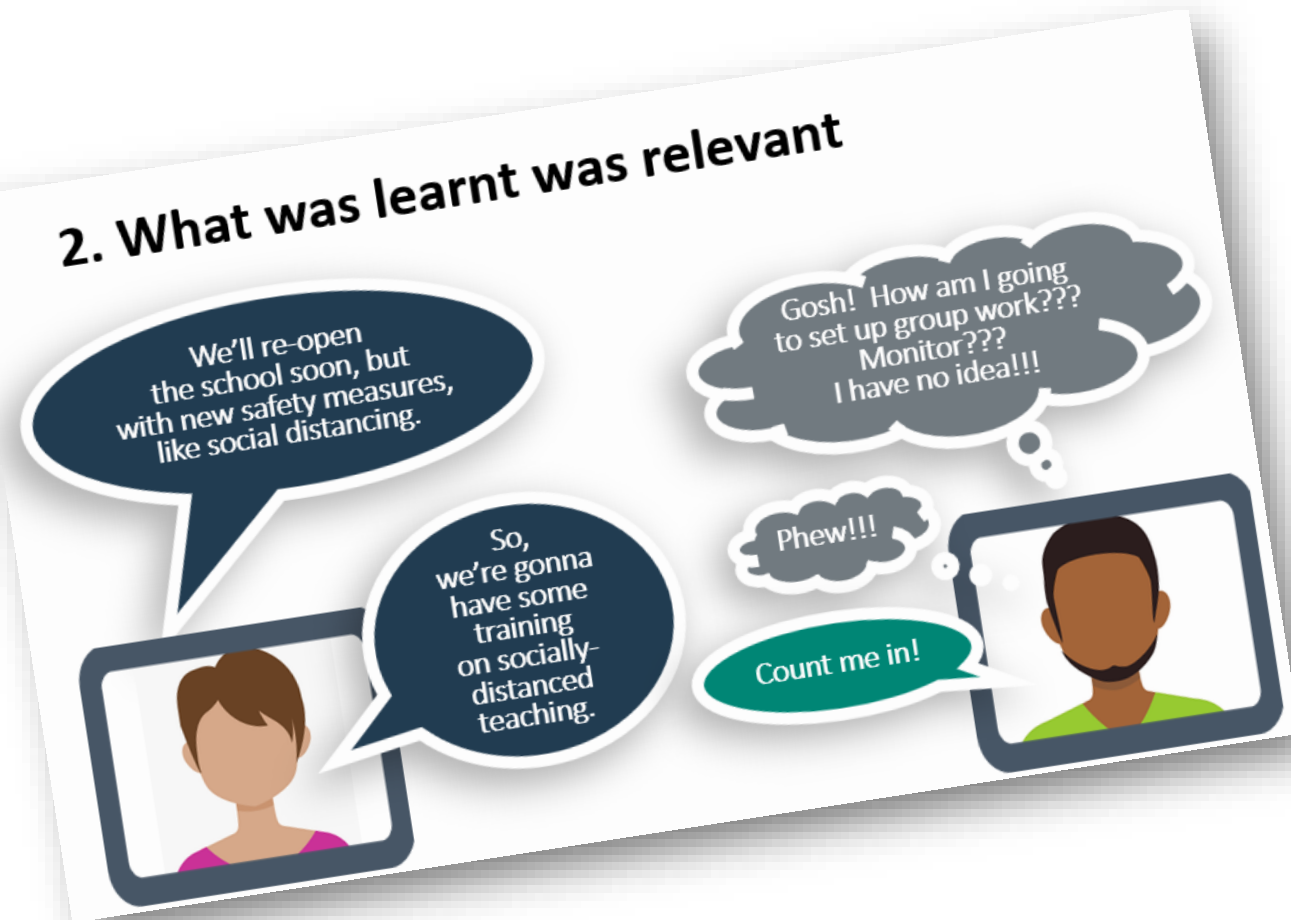 2. What was learnt was relevant
We'll re-open
the school soon, but
with new safety measures,
like social distancing.
So,
we're gonna
have some
training
on socially-
distanced
teaching.
Gosh!  How am I going
to set up group work???
Monitor???
I have no idea!!!
Phew!!!
Count me in!